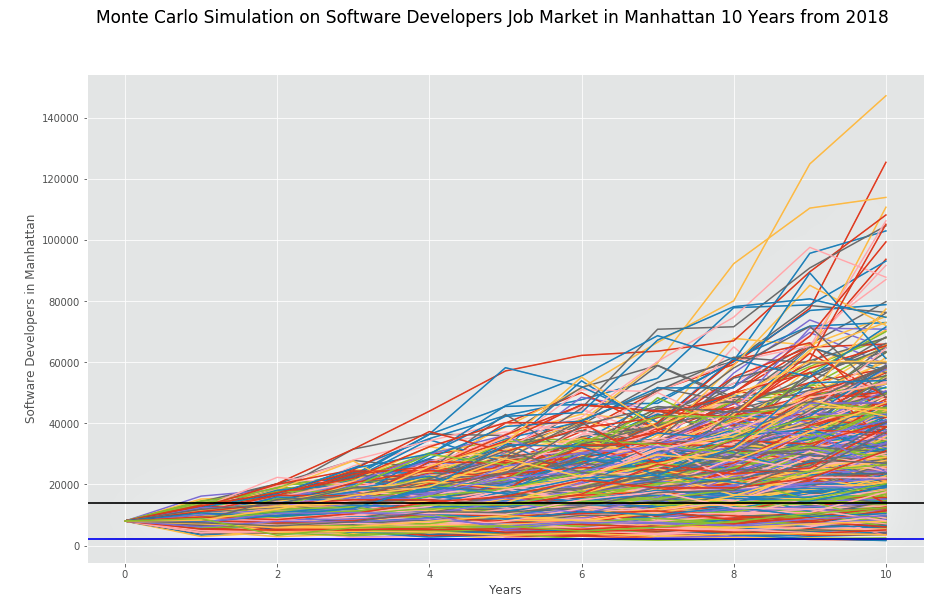 Monte Carlo Simulation on Software Developers Job Market in Manhattan 10 Years from 2018
Software Developers in Manhattan
140000
120000
100000
80000
60000
40000
20000
0
0 2 4 6 8 10
Years